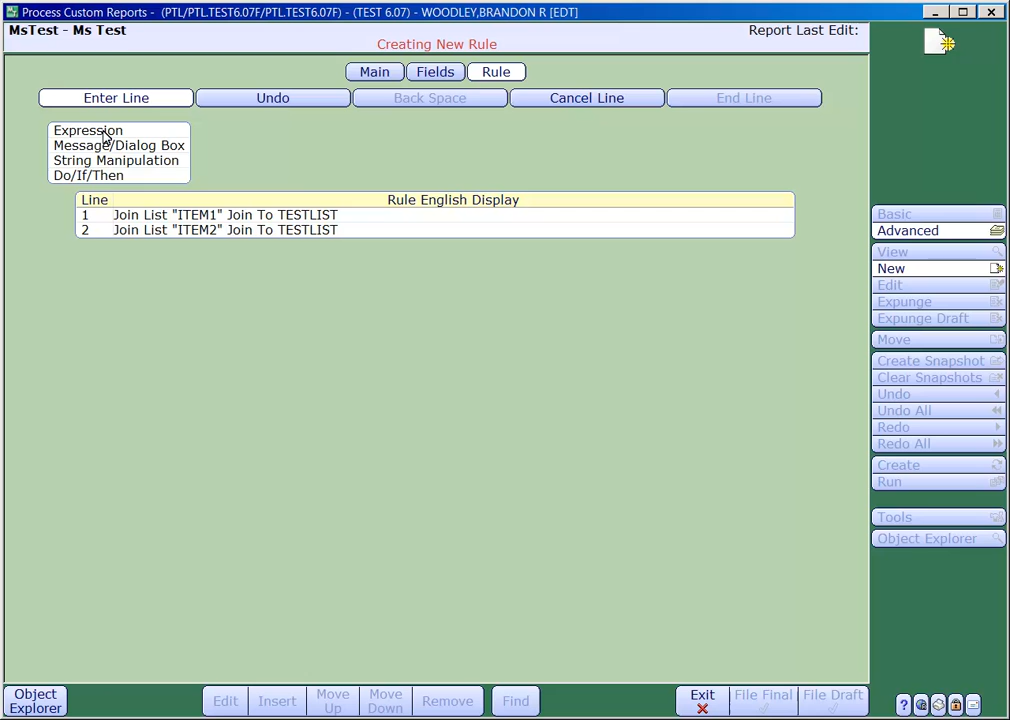 Process Custom Reports - (PTL/PTL.TEST6.07F/PTL.TEST6.07F) - (TEST 6.07) - WOODLEY,BRANDON R [EDT]
MsTest - Ms Test
Report Last Edit:
Creating New Rule
Main Fields Rule
Enter Line Undo Back Space Cancel Line End Line
Expression
Message/Dialog Box
String Manipulation
Do/If/Then
Line Rule English Display
1 Join List "ITEM1" Join To TESTLIST
2 Join List "ITEM2" Join To TESTLIST
Basic
Advanced
View
New
Edit
Expunge
Expunge Draft
Move
Create Snapshot
Clear Snapshots
Undo
Undo All
Redo
Redo All
Create
Run
Tools
Object Explorer
Object Explorer
Edit
Insert
Move Up
Move Down
Remove
Find
Exit
File Final
File Draft
?